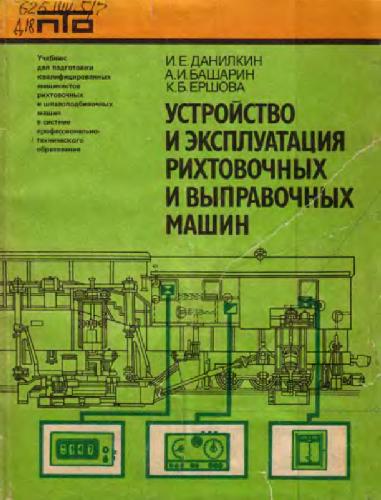 ПТО
Учебник
для подготовки
квалифицированных
машинистов
рихтовочных
и шпалоподбивочных
машин
в системе
профессионально-
технического
образования
И.Е.ДАНИЛКИН
А.И.БАШАРИН
К.Б.ЕРШОВА
УСТРОЙСТВО
И ЭКСПЛУАТАЦИЯ
РИХТОВОЧНЫХ
И ВЫПРАВОЧНЫХ
МАШИН